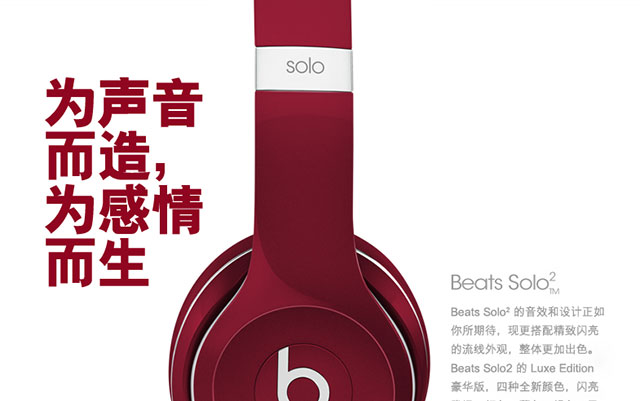 solo
为声音
而造，
为感情
而生
b
Beats Solo²
TM
Beats Solo² 的音效和设计正如
你所期待，现更搭配精致闪亮
的流线外观，整体更加出色。
Beats Solo2 的 Luxe Edition
豪华版，四种全新颜色，闪亮